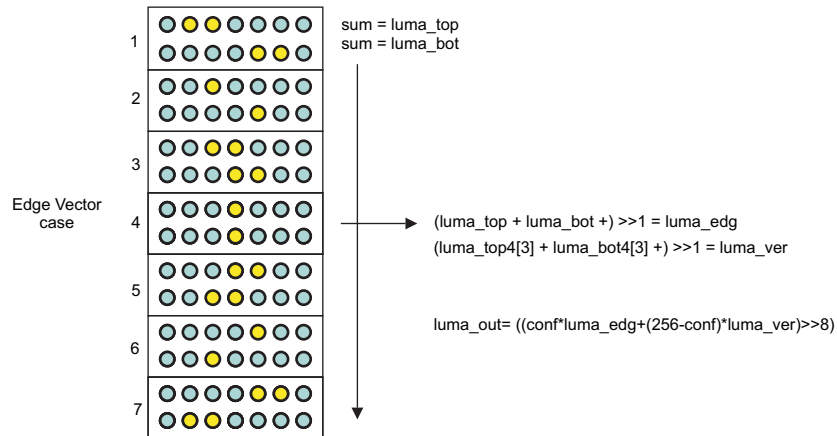 sum = luma_top
sum = luma_bot
1
2
3
4
5
6
7
Edge Vector
case
(luma_top + luma_bot +) >>1 = luma_edg
(luma_top4[3] + luma_bot4[3] +) >>1 = luma_ver
luma_out= ((conf*luma_edg+(256-conf)*luma_ver)>>8)